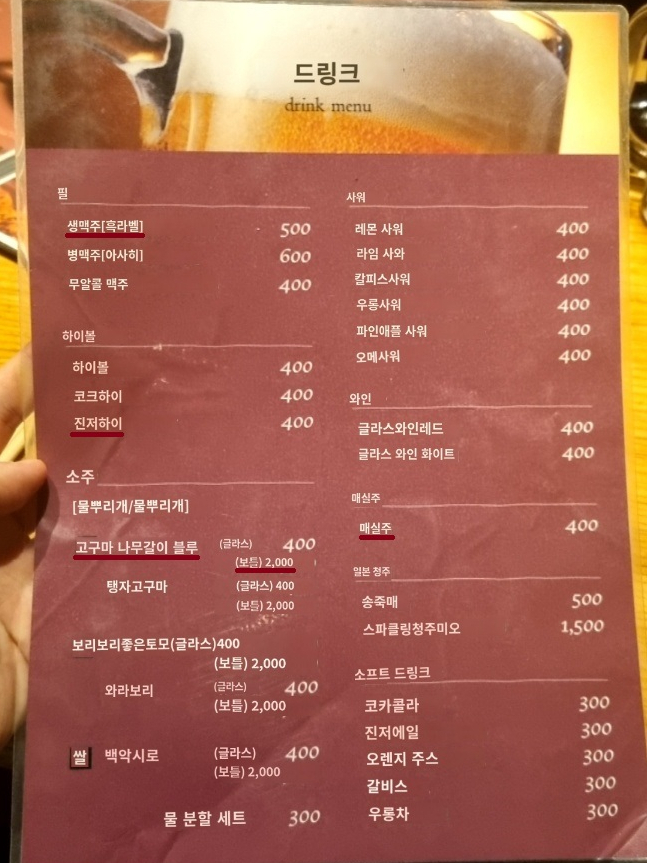 드링크
drink menu
필
생맥주[흑라벨] 500
병맥주[아사히] 600
무알콜 맥주 400
하이볼
하이볼 400
코크하이 400
진저하이 400
소주
[물뿌리개/물뿌리개]
고구마 나무갈이 블루 (글라스) 400
(보틀) 2,000
탱자고구마 (글라스) 400
(보틀) 2,000
보리보리좋은토모(글라스)400
(보틀) 2,000
와라보리 (글라스) 400
(보틀) 2,000
쌀 백악시로 (글라스) 400
(보틀) 2,000
물 분할 세트 300
사워
레몬 사워 400
라임 사와 400
칼피스사워 400
우롱사워 400
파인애플 사워 400
오메사워 400
와인
글라스와인레드 400
글라스 와인 화이트 400
매실주
매실주 400
일본 청주
송죽매 500
스파클링청주미오 1,500
소프트 드링크
코카콜라 300
진저에일 300
오렌지 주스 300
갈비스 300
우롱차 300